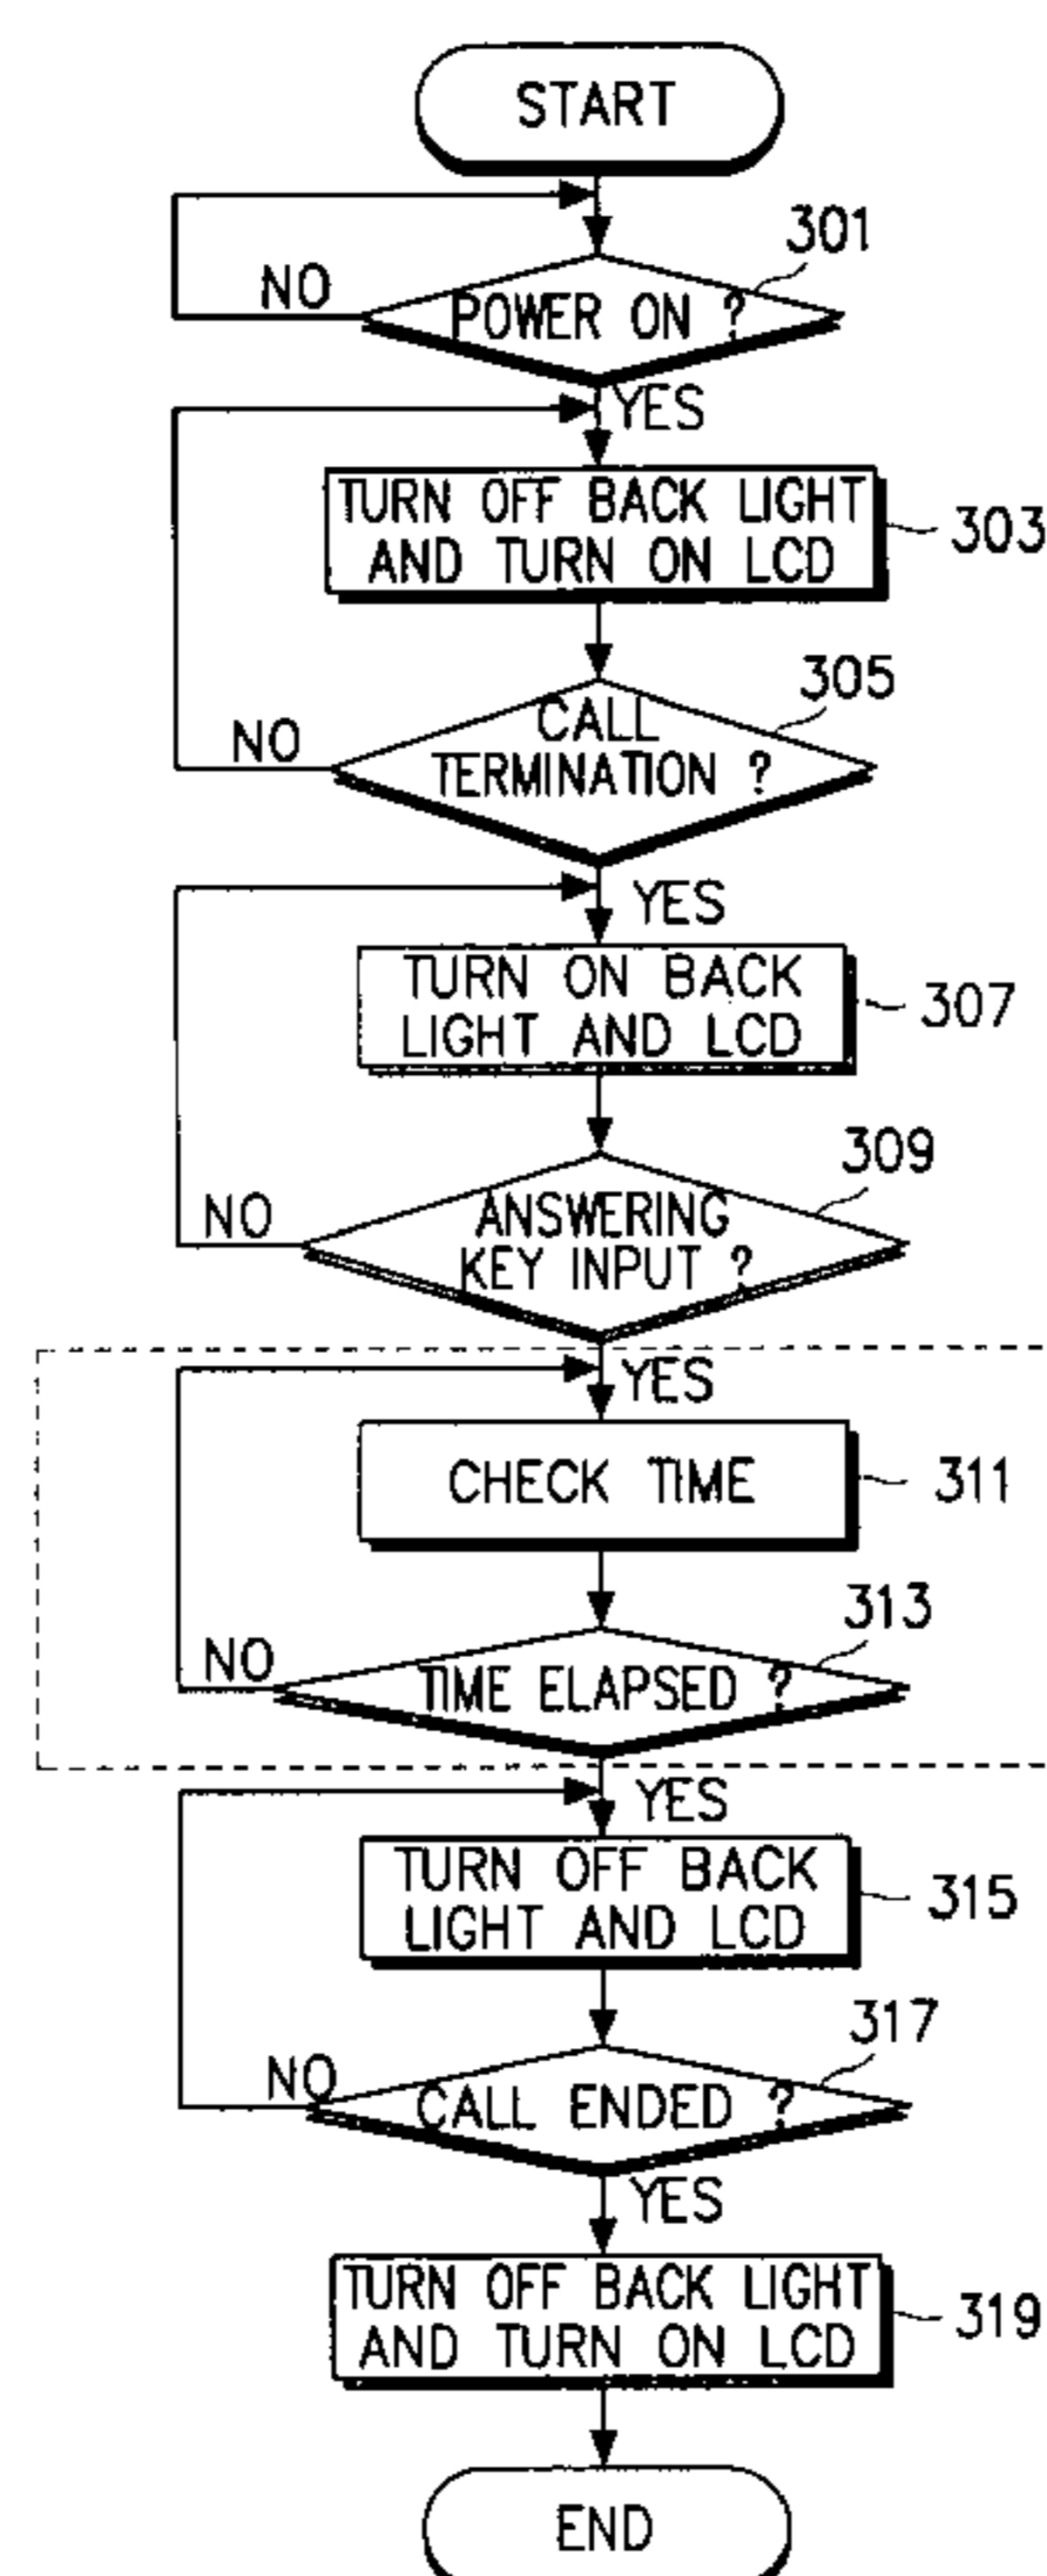 START
301
NO
POWER ON ?
YES
TURN OFF BACK LIGHT
AND TURN ON LCD
303
305
NO
CALL
TERMINATION ?
YES
TURN ON BACK
LIGHT AND LCD
307
309
NO
ANSWERING
KEY INPUT ?
YES
CHECK TIME
311
313
NO
TIME ELAPSED ?
YES
TURN OFF BACK
LIGHT AND LCD
315
317
NO
CALL ENDED ?
YES
TURN OFF BACK LIGHT
AND TURN ON LCD
319
END